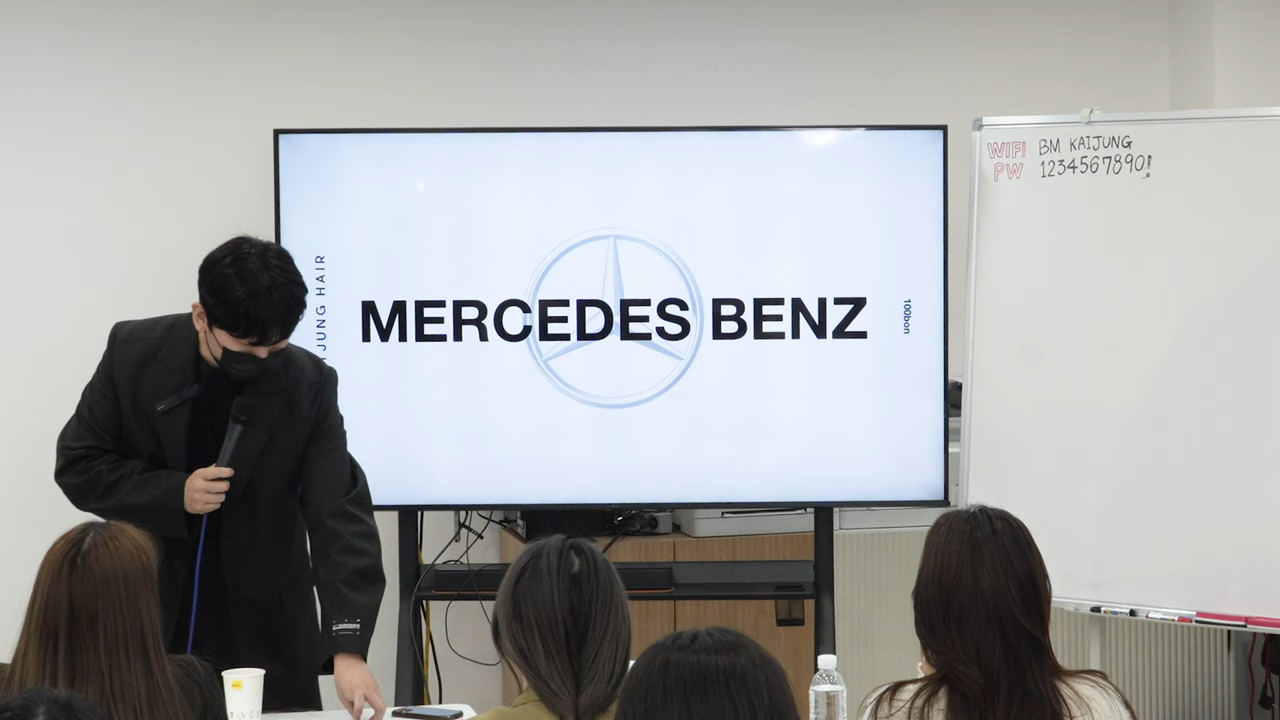 JUNG HAIR
MERCEDES BENZ
100bon
WIFI BM KAIJUNG
PW 1234567890!